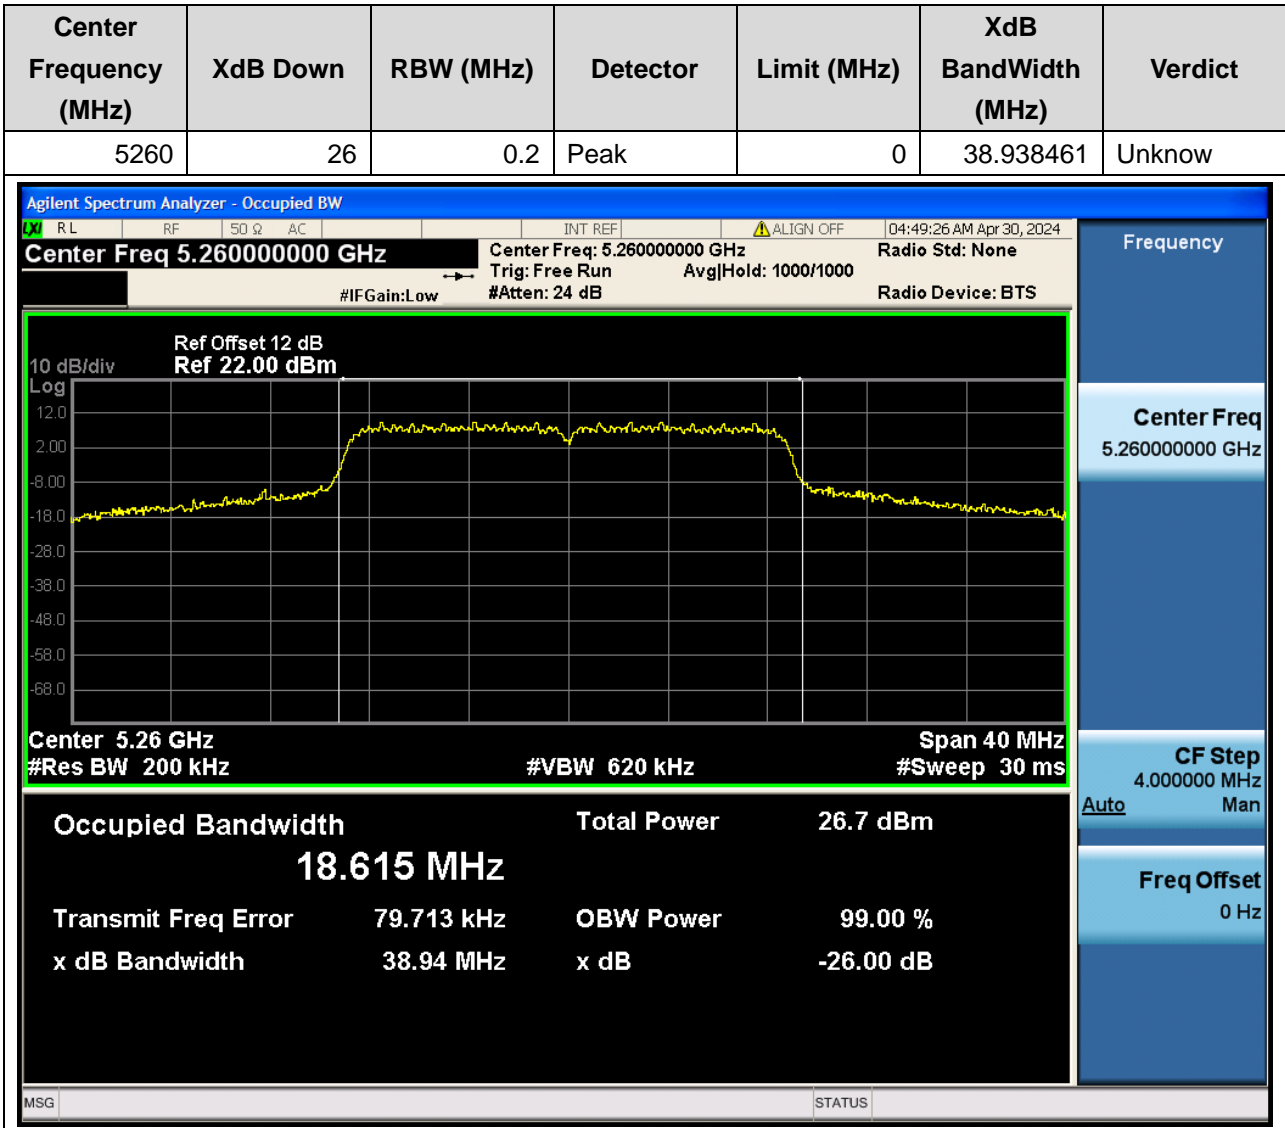 Center Frequency (MHz) XdB Down RBW (MHz) Detector Limit (MHz) XdB BandWidth (MHz) Verdict
5260 26 0.2 Peak 0 38.938461 Unknow
Agilent Spectrum Analyzer - Occupied BW
LXI RL RF 50 Ω AC INT REF ALIGN OFF 04:49:26 AM Apr 30, 2024
Center Freq 5.260000000 GHz
#IFGain:Low
Center Freq: 5.260000000 GHz
Trig: Free Run Avg|Hold: 1000/1000
#Atten: 24 dB
Radio Std: None
Radio Device: BTS
Ref Offset 12 dB
10 dB/div Ref 22.00 dBm
Log
12.0
2.00
-8.00
-18.0
-28.0
-38.0
-48.0
-58.0
-68.0
Center 5.26 GHz Span 40 MHz
#Res BW 200 kHz #VBW 620 kHz #Sweep 30 ms
Occupied Bandwidth Total Power 26.7 dBm
18.615 MHz
Transmit Freq Error 79.713 kHz OBW Power 99.00 %
x dB Bandwidth 38.94 MHz x dB -26.00 dB
MSG STATUS
Frequency
Center Freq
5.260000000 GHz
CF Step
4.000000 MHz
Auto Man
Freq Offset
0 Hz